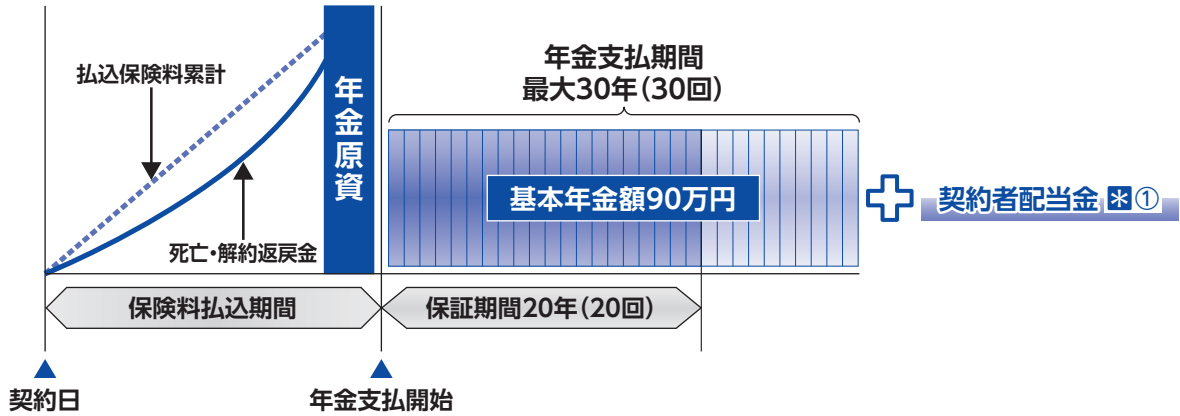 年金支払期間
最大30年(30回)
払込保険料累計
年金原資
基本年金額90万円
契約者配当金 *①
死亡・解約返戻金
保険料払込期間
保証期間20年(20回)
契約日
年金支払開始